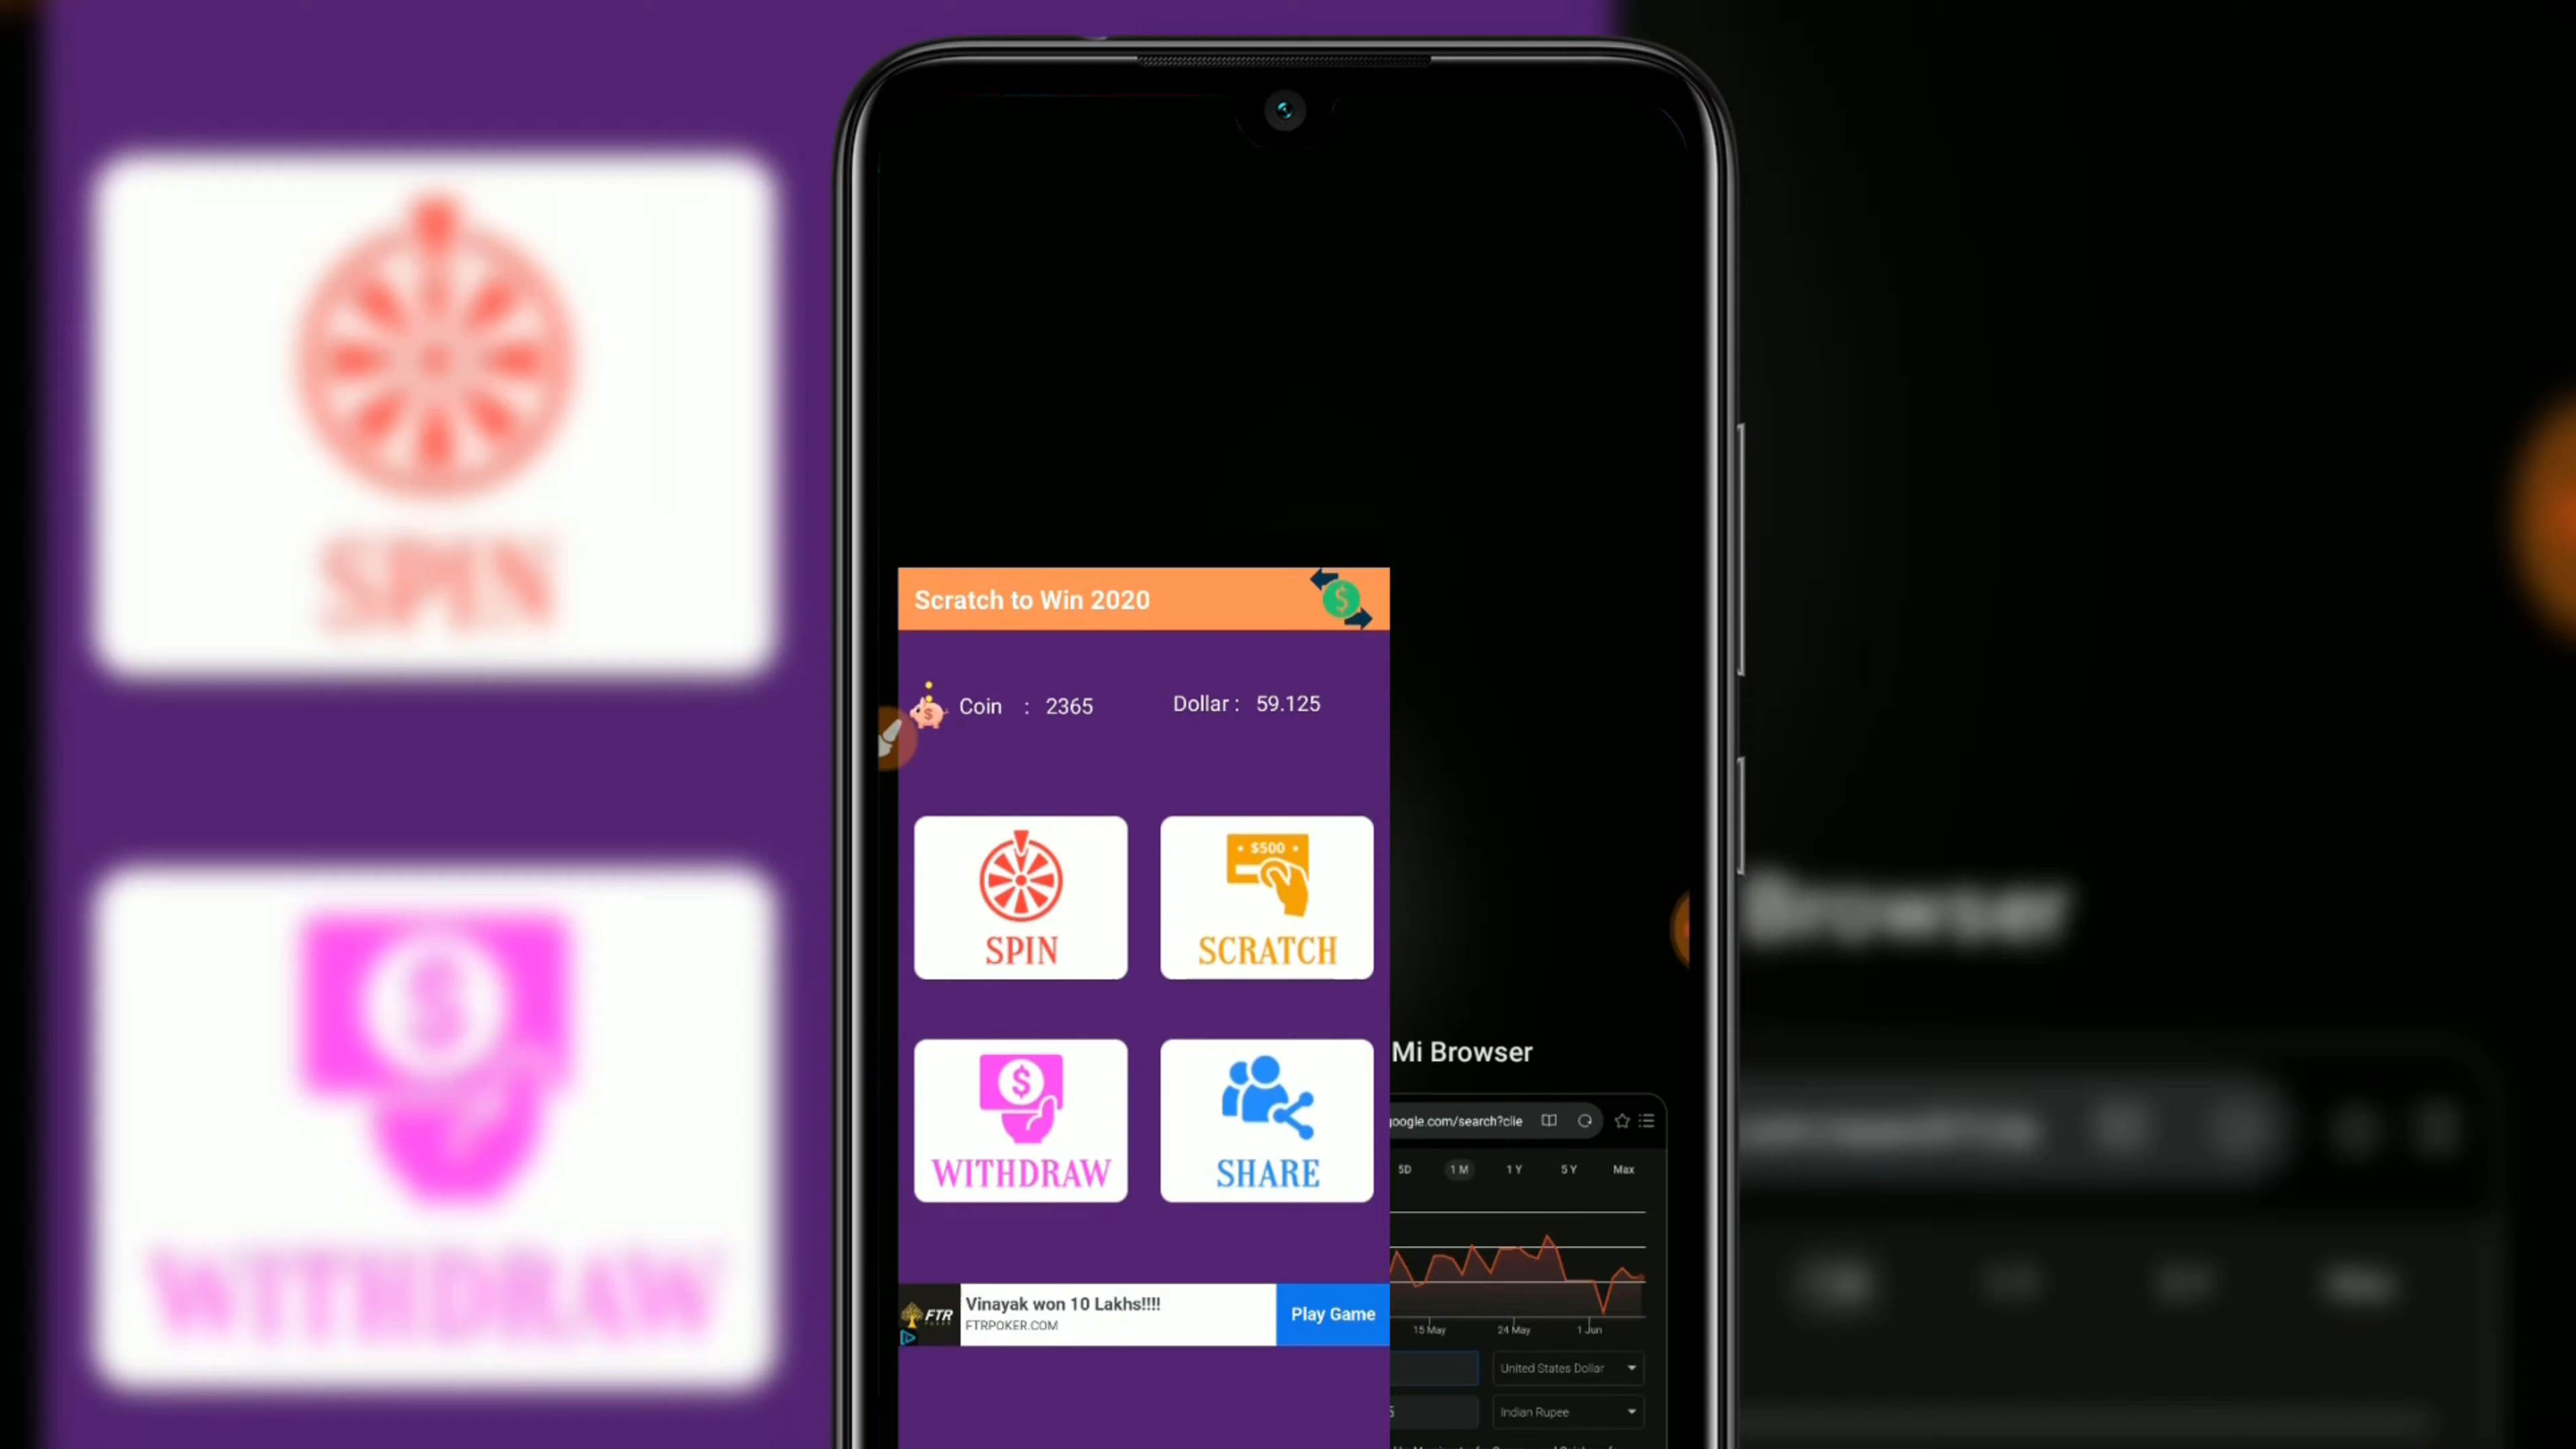 Scratch to Win 2020
Coin : 2365
Dollar : 59.125
SPIN
$500
SCRATCH
WITHDRAW
SHARE
FTR
Vinayak won 10 Lakhs!!!!
FTRPOKER.COM
Play Game
Mi Browser
google.com/search?clie
5D 1 M 1 Y 5 Y Max
15 May 24 May 1 Jun
United States Dollar
5
Indian Rupee
SPIN
WITHDRAW
Browser